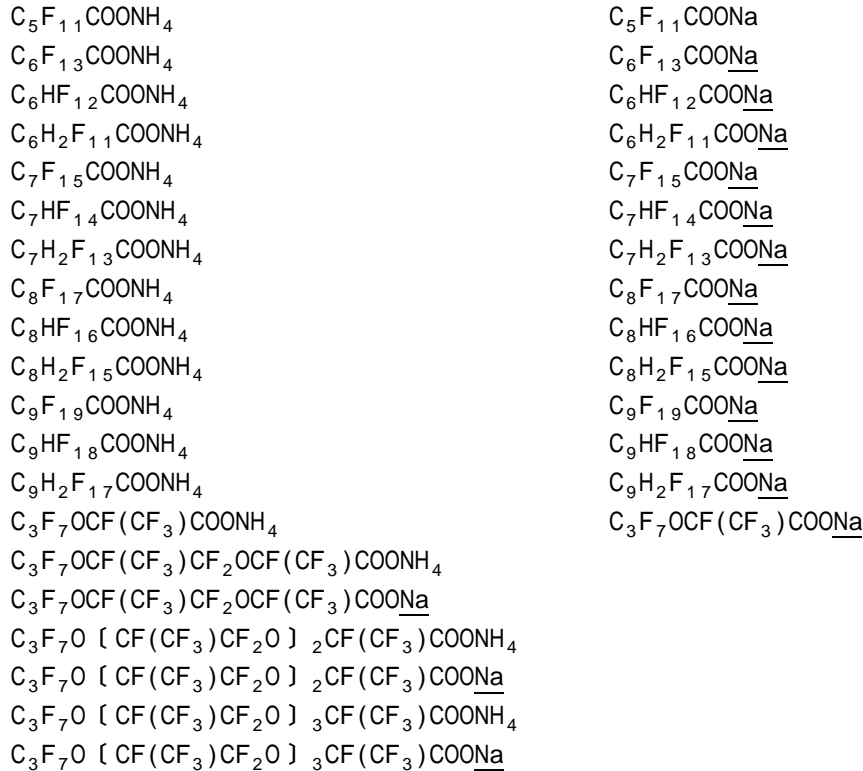 C₅F₁₁COONH₄ C₅F₁₁COONa
C₆F₁₃COONH₄ C₆F₁₃COONa
C₆HF₁₂COONH₄ C₆HF₁₂COONa
C₆H₂F₁₁COONH₄ C₆H₂F₁₁COONa
C₇F₁₅COONH₄ C₇F₁₅COONa
C₇HF₁₄COONH₄ C₇HF₁₄COONa
C₇H₂F₁₃COONH₄ C₇H₂F₁₃COONa
C₈F₁₇COONH₄ C₈F₁₇COONa
C₈HF₁₆COONH₄ C₈HF₁₆COONa
C₈H₂F₁₅COONH₄ C₈H₂F₁₅COONa
C₉F₁₉COONH₄ C₉F₁₉COONa
C₉HF₁₈COONH₄ C₉HF₁₈COONa
C₉H₂F₁₇COONH₄ C₉H₂F₁₇COONa
C₃F₇OCF(CF₃)COONH₄ C₃F₇OCF(CF₃)COONa
C₃F₇OCF(CF₃)CF₂OCF(CF₃)COONH₄
C₃F₇OCF(CF₃)CF₂OCF(CF₃)COONa
C₃F₇O〔CF(CF₃)CF₂O〕₂CF(CF₃)COONH₄
C₃F₇O〔CF(CF₃)CF₂O〕₂CF(CF₃)COONa
C₃F₇O〔CF(CF₃)CF₂O〕₃CF(CF₃)COONH₄
C₃F₇O〔CF(CF₃)CF₂O〕₃CF(CF₃)COONa